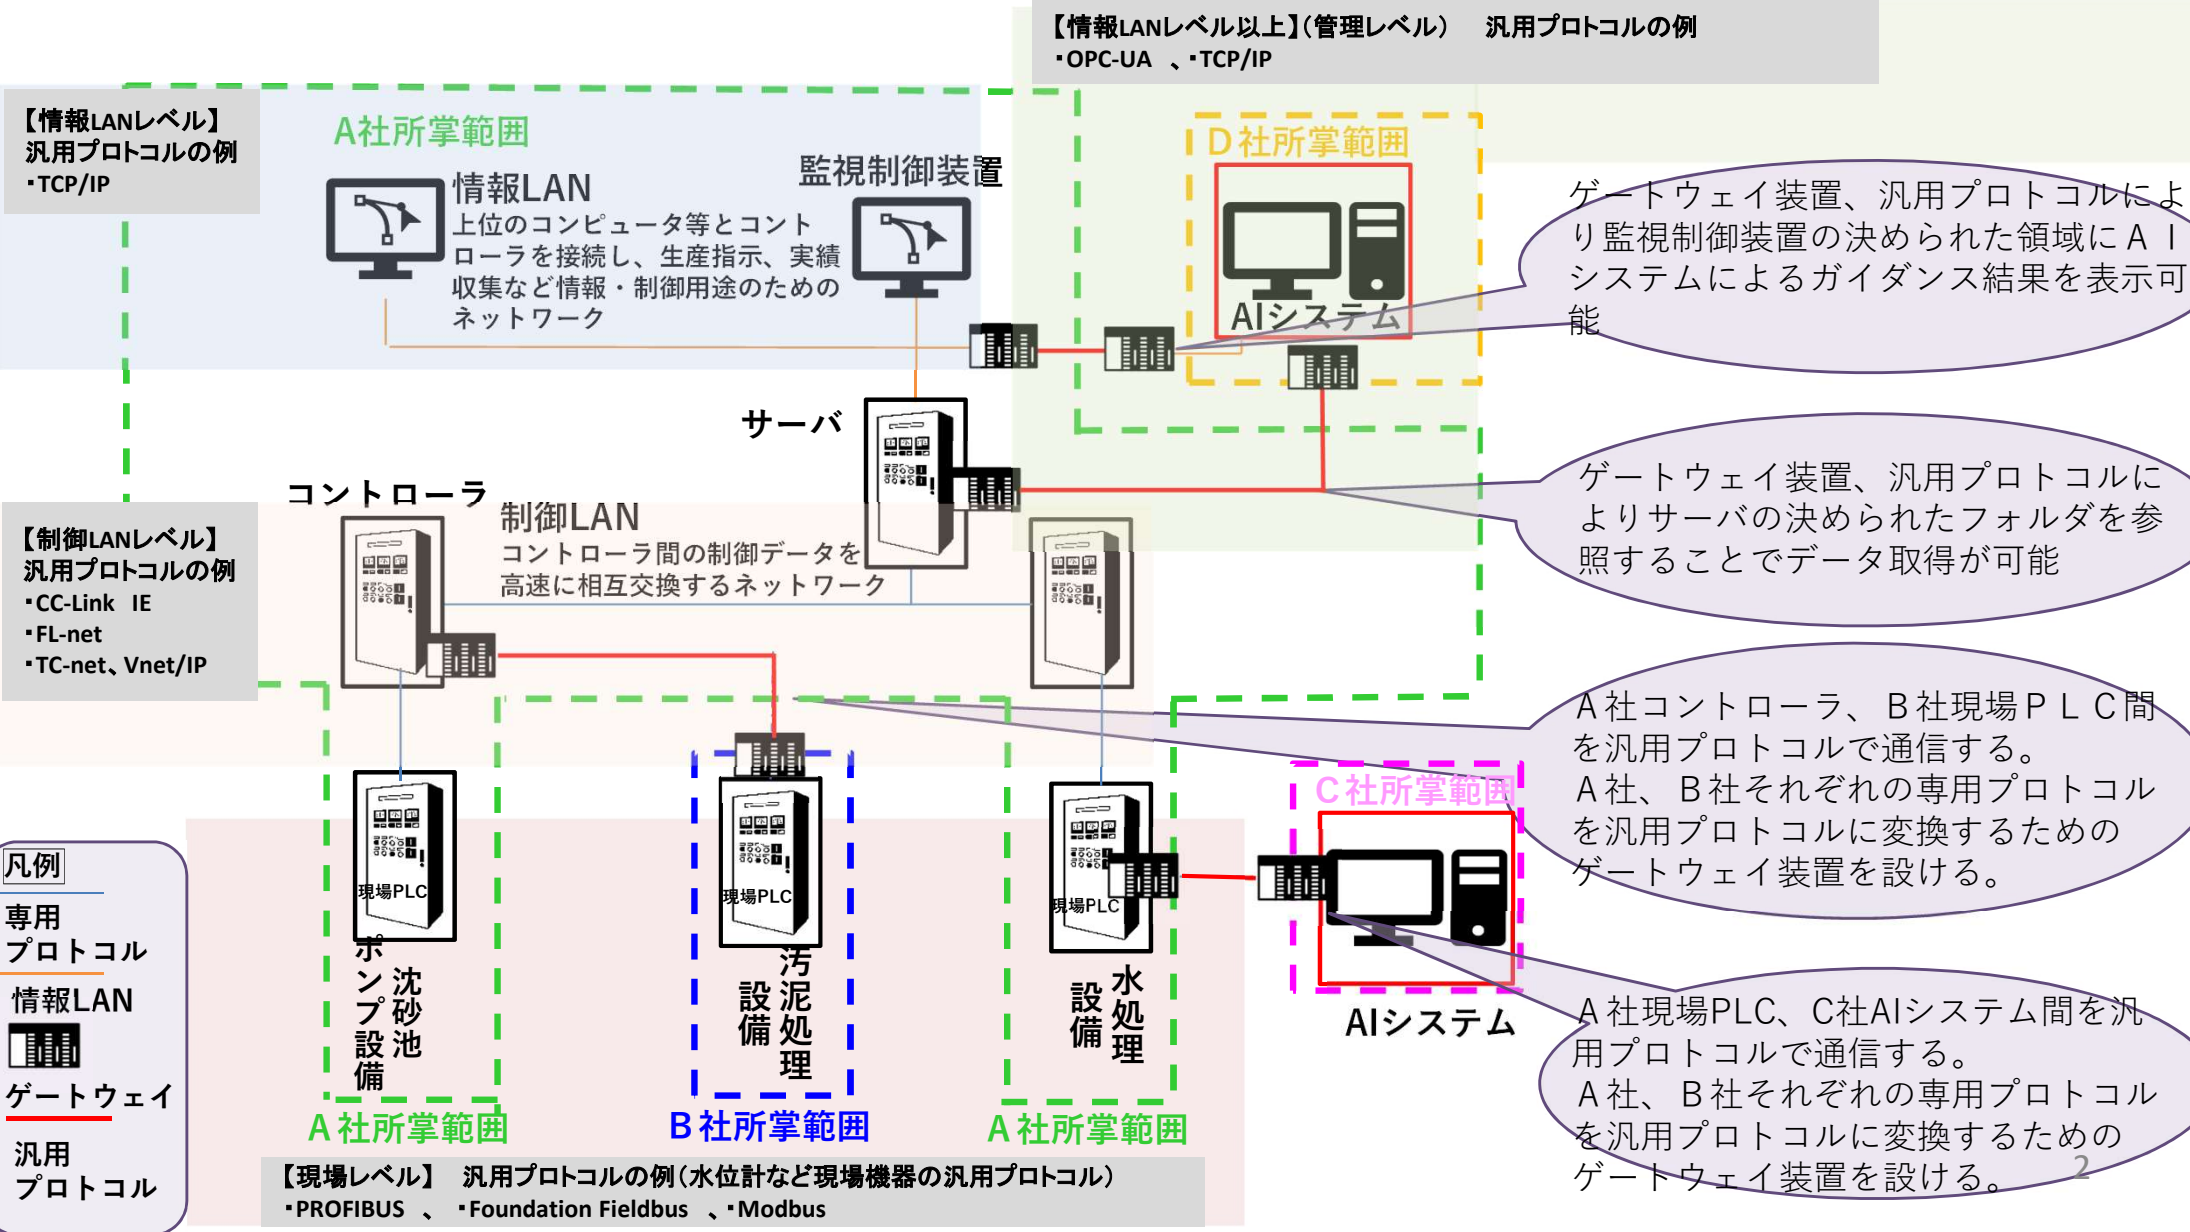 【情報LANレベル以上】(管理レベル)　汎用プロトコルの例
・OPC-UA 、・TCP/IP
【情報LANレベル】
汎用プロトコルの例
・TCP/IP
A社所掌範囲
情報LAN
上位のコンピュータ等とコント
ローラを接続し、生産指示、実績
収集など情報・制御用途のための
ネットワーク
監視制御装置
D社所掌範囲
AIシステム
ゲートウェイ装置、汎用プロトコルによ
り監視制御装置の決められた領域にＡＩ
システムによるガイダンス結果を表示可
能
サーバ
コントローラ
制御LAN
コントローラ間の制御データを
高速に相互交換するネットワーク
ゲートウェイ装置、汎用プロトコルに
よりサーバの決められたフォルダを参
照することでデータ取得が可能
【制御LANレベル】
汎用プロトコルの例
・CC-Link IE
・FL-net
・TC-net、Vnet/IP
Ａ社コントローラ、Ｂ社現場ＰＬＣ間
を汎用プロトコルで通信する。
Ａ社、Ｂ社それぞれの専用プロトコル
を汎用プロトコルに変換するための
ゲートウェイ装置を設ける。
C社所掌範囲
AIシステム
現場PLC
現場PLC
現場PLC
沈砂池
ポンプ設備
汚泥処理
設備
水処理
設備
A社所掌範囲
B社所掌範囲
A社所掌範囲
Ａ社現場PLC、C社AIシステム間を汎
用プロトコルで通信する。
Ａ社、Ｂ社それぞれの専用プロトコル
を汎用プロトコルに変換するための
ゲートウェイ装置を設ける。
凡例
専用
プロトコル
情報LAN
ゲートウェイ
汎用
プロトコル
【現場レベル】　汎用プロトコルの例(水位計など現場機器の汎用プロトコル)
・PROFIBUS 、 ・Foundation Fieldbus 、・Modbus
2